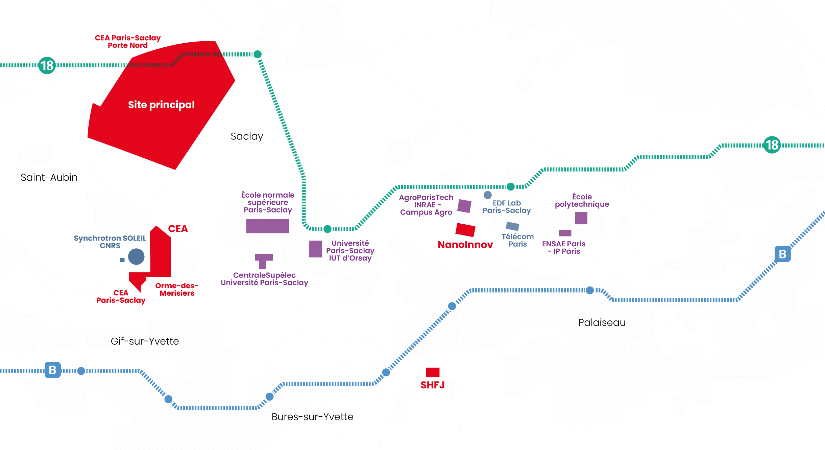 CEA Paris-Saclay
Porte Nord
18
Site principal
Saclay
18
Saint-Aubin
École normale
supérieure
Paris-Saclay
AgroParisTech
INRAE -
Campus Agro
EDF Lab
Paris-Saclay
École
polytechnique
CEA
Synchrotron SOLEIL
CNRS
Université
Paris-Saclay
IUT d'Orsay
NanoInnov
Télécom
Paris
ENSAE Paris
- IP Paris
B
CentraleSupélec
Université Paris-Saclay
CEA
Paris-Saclay
Orme-des-
Merisiers
Palaiseau
Gif-sur-Yvette
B
SHFJ
Bures-sur-Yvette